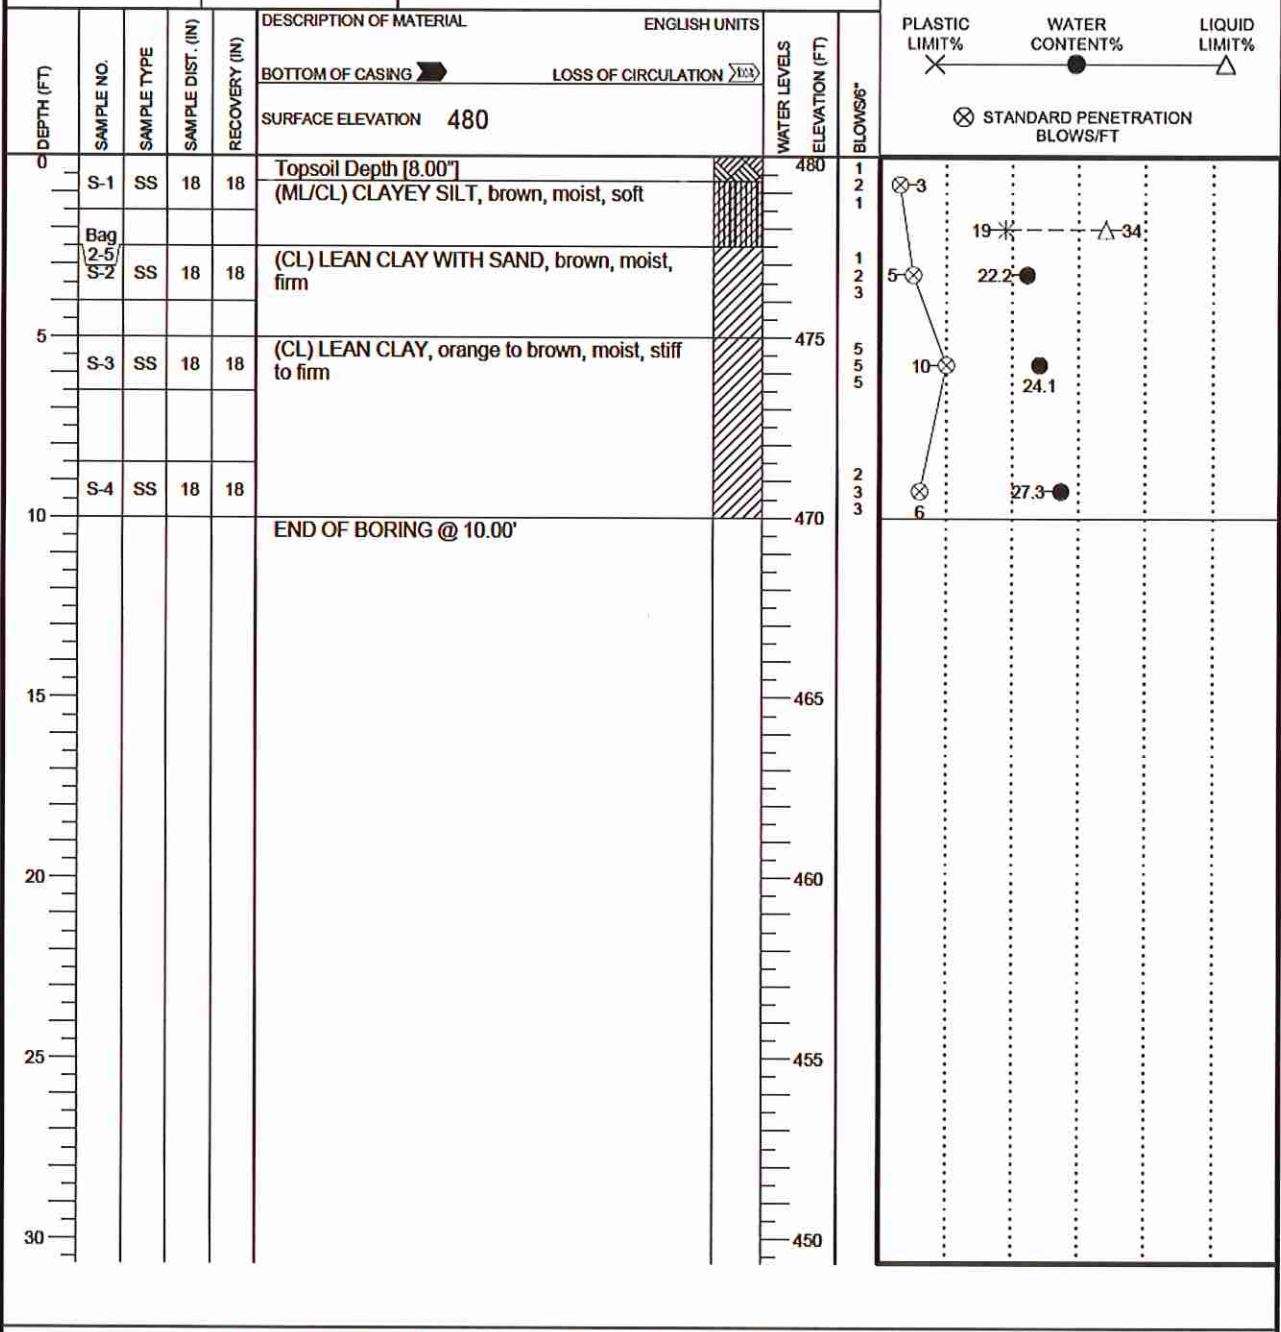 DEPTH (FT)
SAMPLE NO.
SAMPLE TYPE
SAMPLE DIST. (IN)
RECOVERY (IN)
DESCRIPTION OF MATERIAL ENGLISH UNITS
BOTTOM OF CASING LOSS OF CIRCULATION
SURFACE ELEVATION 480
WATER LEVELS
ELEVATION (FT)
BLOWS/6"
PLASTIC LIMIT%
WATER CONTENT%
LIQUID LIMIT%
STANDARD PENETRATION
BLOWS/FT
0
S-1 SS 18 18
Topsoil Depth [8.00"]
(ML/CL) CLAYEY SILT, brown, moist, soft
480
1
2
1
3
Bag
2-5
19 34
S-2 SS 18 18
(CL) LEAN CLAY WITH SAND, brown, moist,
firm
1
2
3
5 22.2
5
475
S-3 SS 18 18
(CL) LEAN CLAY, orange to brown, moist, stiff
to firm
5
5
5
10
24.1
S-4 SS 18 18
2
3
3
27.3
6
10
END OF BORING @ 10.00'
470
15 465
20 460
25 455
30 450